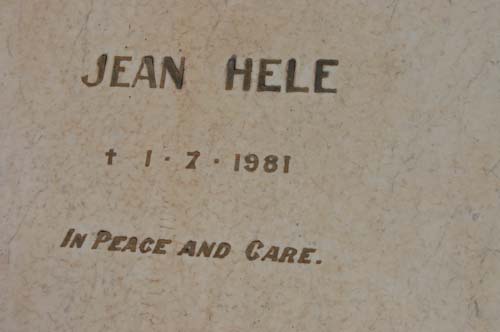 JEAN HELE
† 1 · 7 · 1981
IN PEACE AND CARE.